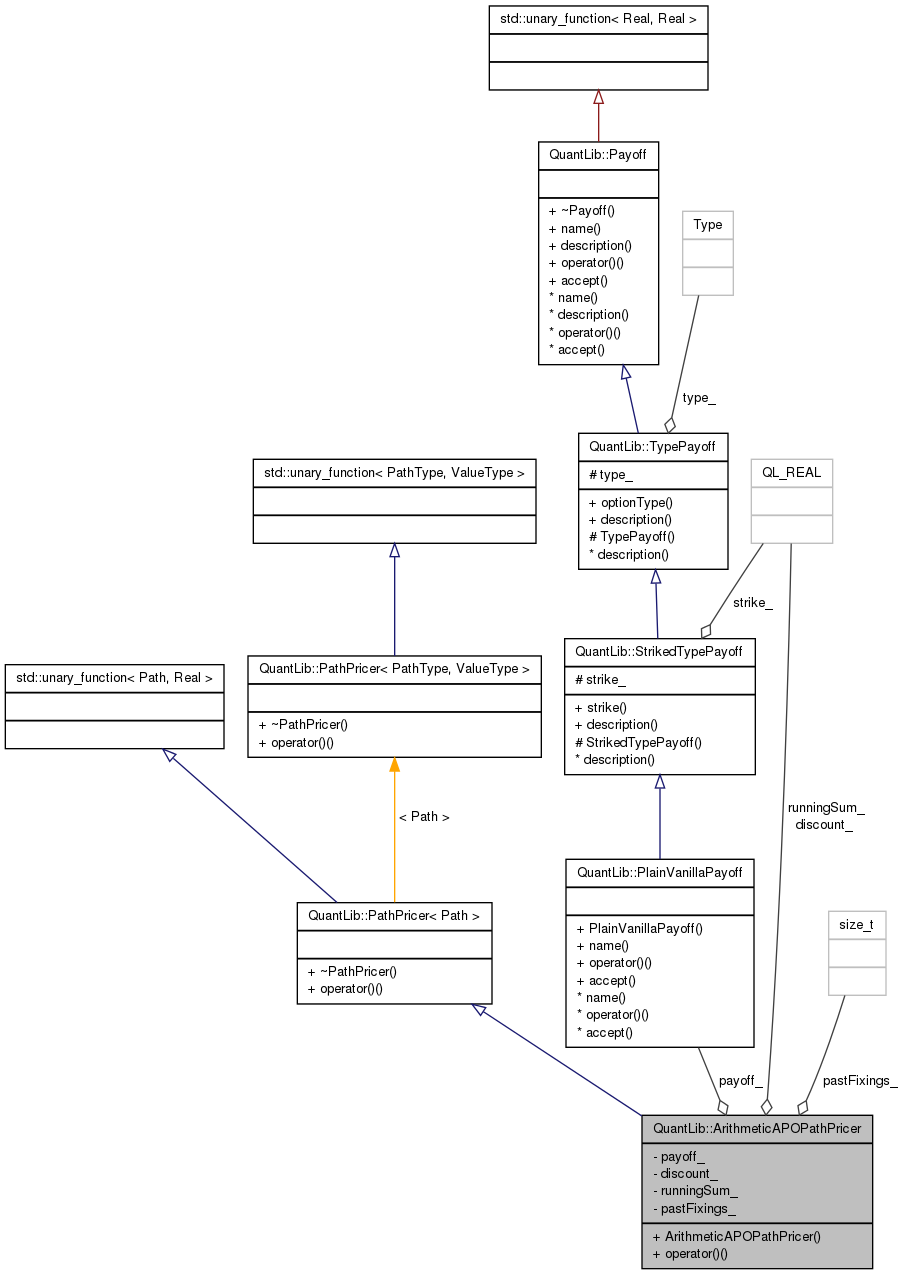 std::unary_function< Real, Real >
QuantLib::Payoff
+ ~Payoff()
+ name()
+ description()
+ operator()()
+ accept()
* name()
* description()
* operator()()
* accept()
Type
type_
QuantLib::TypePayoff
# type_
+ optionType()
+ description()
# TypePayoff()
* description()
std::unary_function< PathType, ValueType >
QL_REAL
strike_
QuantLib::StrikedTypePayoff
# strike_
+ strike()
+ description()
# StrikedTypePayoff()
* description()
QuantLib::PathPricer< PathType, ValueType >
+ ~PathPricer()
+ operator()()
std::unary_function< Path, Real >
< Path >
runningSum_
discount_
QuantLib::PlainVanillaPayoff
+ PlainVanillaPayoff()
+ name()
+ operator()()
+ accept()
* name()
* operator()()
* accept()
QuantLib::PathPricer< Path >
+ ~PathPricer()
+ operator()()
size_t
payoff_
pastFixings_
QuantLib::ArithmeticAPOPathPricer
- payoff_
- discount_
- runningSum_
- pastFixings_
+ ArithmeticAPOPathPricer()
+ operator()()